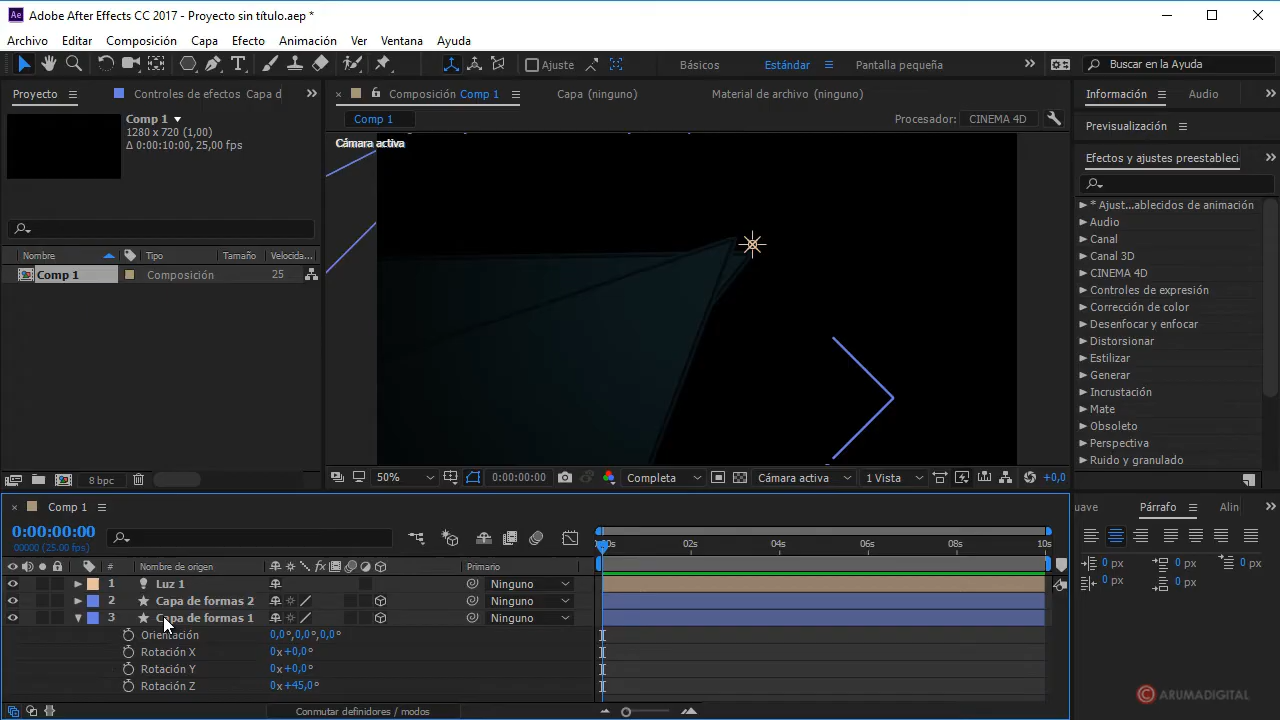 Adobe After Effects CC 2017 - Proyecto sin título.aep *
Archivo Editar Composición Capa Efecto Animación Ver Ventana Ayuda
Ajuste Básicos Estándar Pantalla pequeña Buscar en la Ayuda
Proyecto Controles de efectos Capa d
Composición Comp 1 Capa (ninguno) Material de archivo (ninguno)
Información Audio
Comp 1
1280 x 720 (1,00)
Δ 0:00:10:00, 25,00 fps
Comp 1 Procesador: CINEMA 4D
Cámara activa
Previsualización
Efectos y ajustes preestableci
* Ajust...ablecidos de animación
Audio
Canal
Canal 3D
CINEMA 4D
Controles de expresión
Corrección de color
Desenfocar y enfocar
Distorsionar
Estilizar
Generar
Incrustación
Mate
Obsoleto
Perspectiva
Ruido y granulado
Nombre Tipo Tamaño Velocida...
Comp 1 Composición 25
8 bpc
50% 0:00:00:00 Completa Cámara activa 1 Vista +0,0
Comp 1
uave Párrafo Alin
0:00:00:00
00000 (25.00 fps)
00s 02s 04s 06s 08s 10s
# Nombre de origen Primario
1 Luz 1 Ninguno
2 Capa de formas 2 Ninguno
3 Capa de formas 1 Ninguno
Orientación 0,0°,0,0°,0,0°
Rotación X 0x+0,0°
Rotación Y 0x+0,0°
Rotación Z 0x+45,0°
Conmutar definidores / modos
0 px 0 px 0 px
0 px 0 px
© ARUMADIGITAL